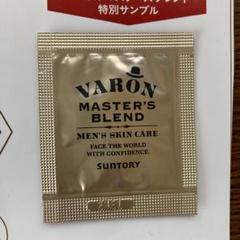 特別サンプル
VARON
MASTER'S
BLEND
MEN'S SKIN CARE
FACE THE WORLD
WITH CONFIDENCE.
SUNTORY